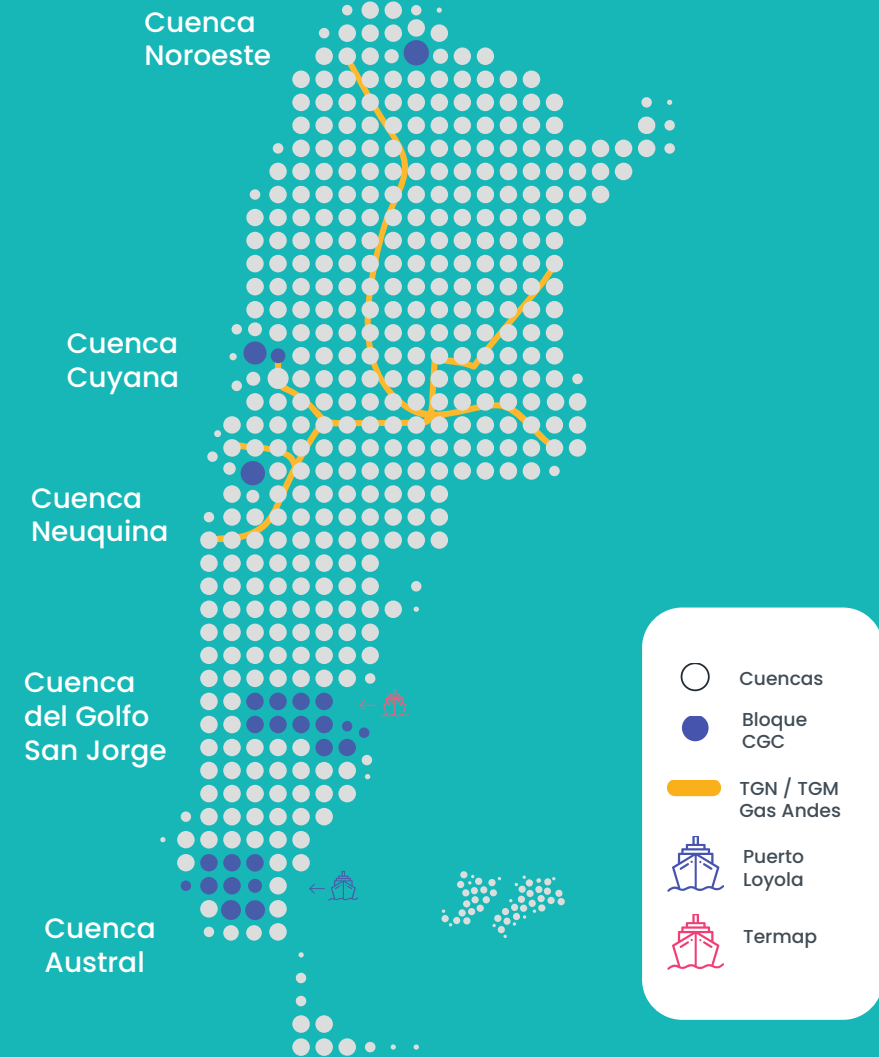 Cuenca
Noroeste
Cuenca
Cuyana
Cuenca
Neuquina
Cuenca
del Golfo
San Jorge
Cuenca
Austral
Cuencas
Bloque
CGC
TGN / TGM
Gas Andes
Puerto
Loyola
Termap